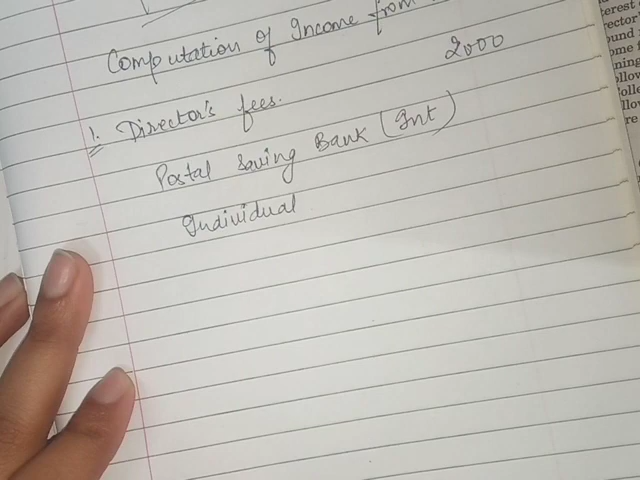 Computation of Income from
1. Director's fees. 2000
Postal Saving Bank (Int)
Individual